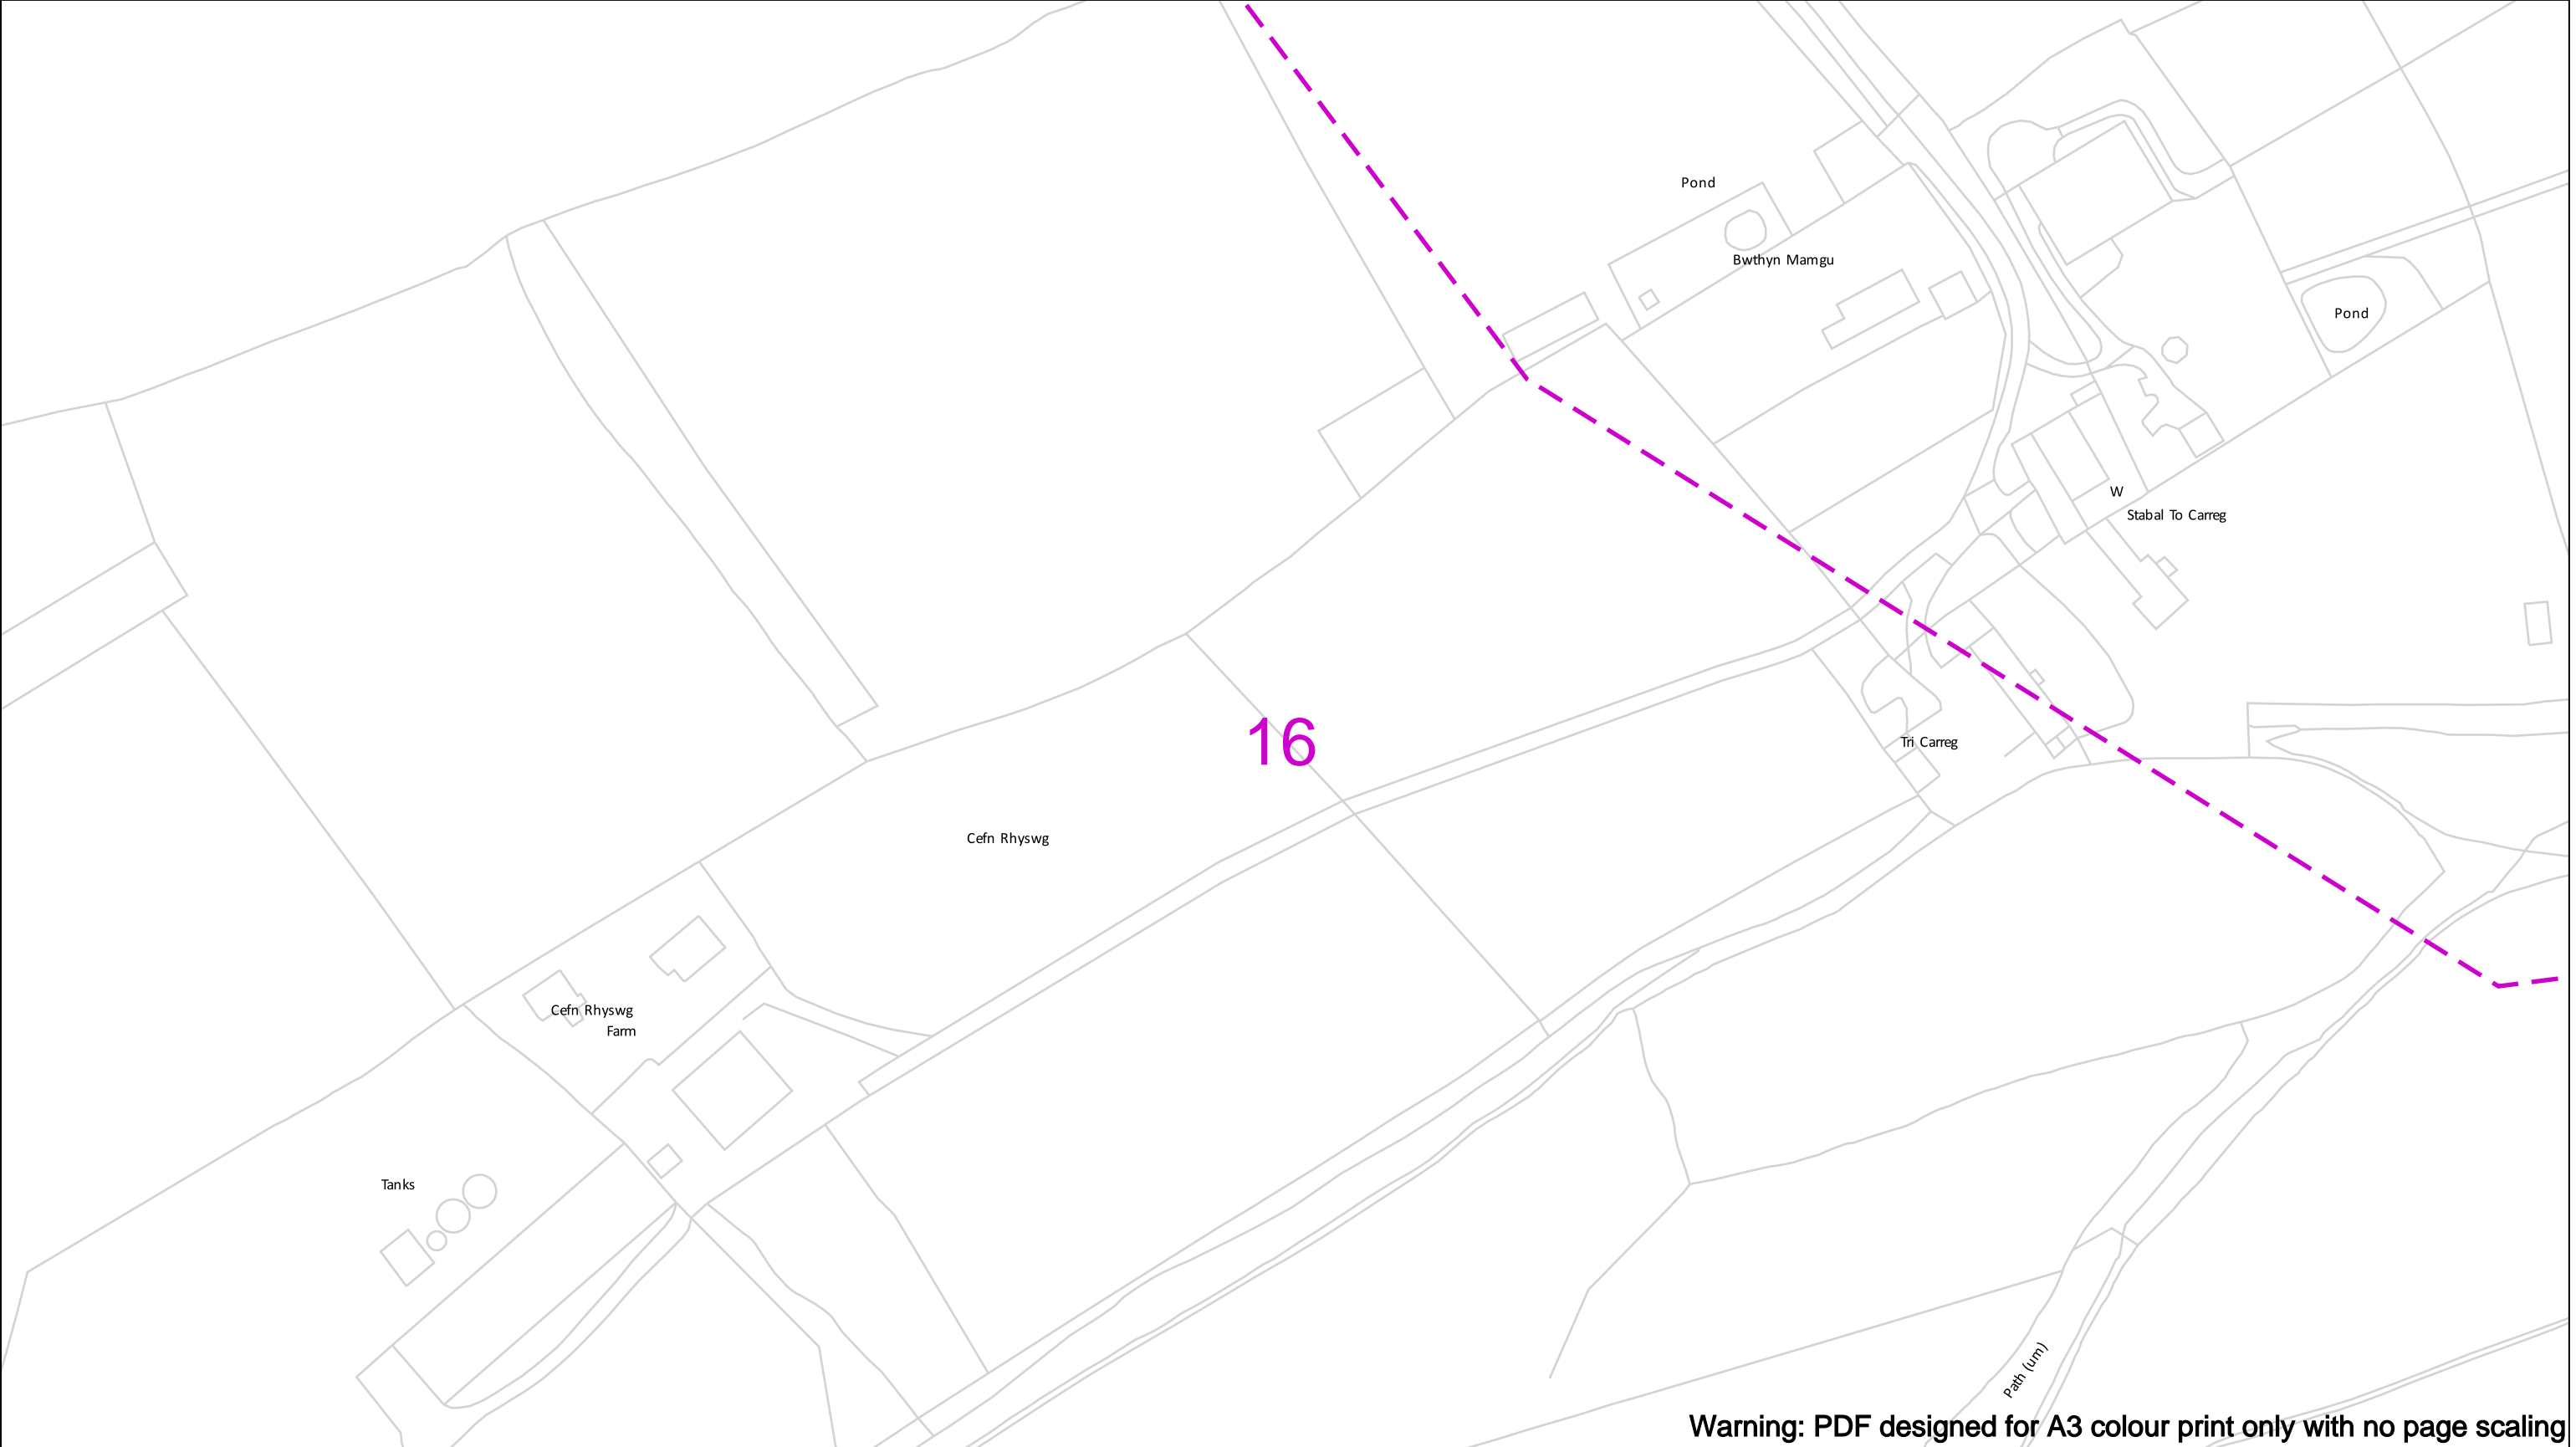 Pond
Bwthyn Mamgu
Pond
W
Stabal To Carreg
16
Tri Carreg
Cefn Rhyswg
Cefn Rhyswg
Farm
Tanks
Path (um)
Warning: PDF designed for A3 colour print only with no page scaling